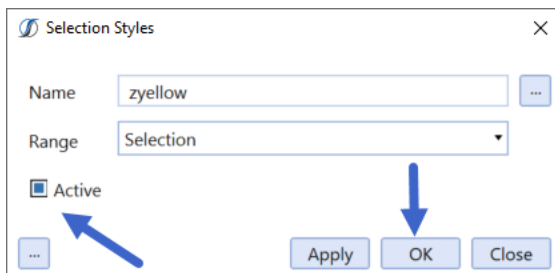 Selection Styles
Name zyellow ...
Range Selection
Active
... Apply OK Close